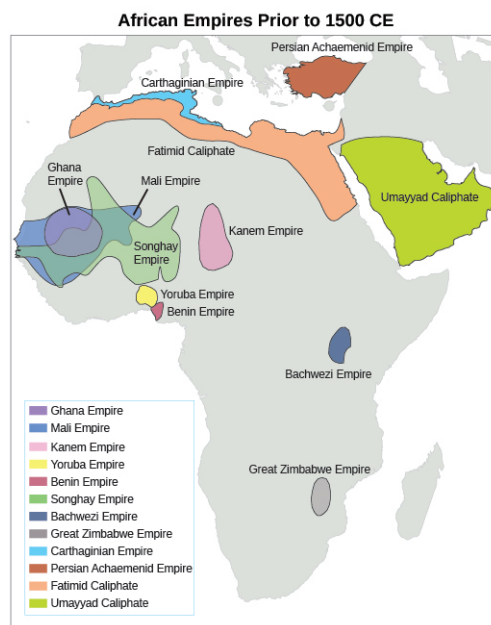 African Empires Prior to 1500 CE
Persian Achaemenid Empire
Carthaginian Empire
Fatimid Caliphate
Ghana
Empire
Mali Empire
Umayyad Caliphate
Kanem Empire
Songhay
Empire
Yoruba Empire
Benin Empire
Bachwezi Empire
Great Zimbabwe Empire
Ghana Empire
Mali Empire
Kanem Empire
Yoruba Empire
Benin Empire
Songhay Empire
Bachwezi Empire
Great Zimbabwe Empire
Carthaginian Empire
Persian Achaemenid Empire
Fatimid Caliphate
Umayyad Caliphate